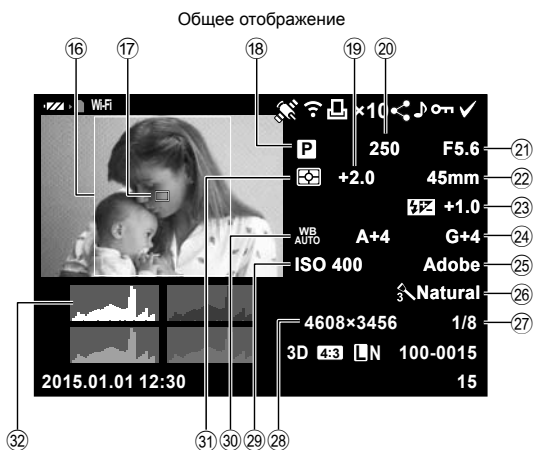 Общее отображение
16 17 18 19 20
Wi-Fi ×10
P 250 F5.6 21
+2.0 45mm 22
+1.0 23
WB AUTO A+4 G+4 24
ISO 400 Adobe 25
3 Natural 26
4608×3456 1/8 27
3D 4:3 LN 100-0015
2015.01.01 12:30 15
32 31 30 29 28